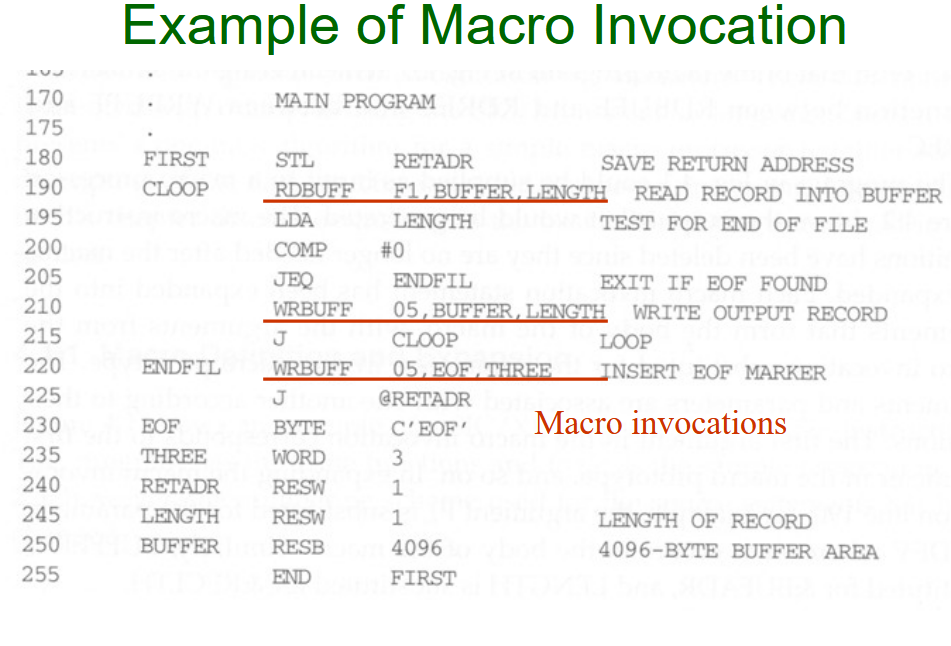 Example of Macro Invocation
165 .
170 . MAIN PROGRAM
175 .
180 FIRST STL RETADR SAVE RETURN ADDRESS
190 CLOOP RDBUFF F1,BUFFER,LENGTH READ RECORD INTO BUFFER
195 LDA LENGTH TEST FOR END OF FILE
200 COMP #0
205 JEQ ENDFIL EXIT IF EOF FOUND
210 WRBUFF 05,BUFFER,LENGTH WRITE OUTPUT RECORD
215 J CLOOP LOOP
220 ENDFIL WRBUFF 05,EOF,THREE INSERT EOF MARKER
225 J @RETADR
Macro invocations
230 EOF BYTE C'EOF'
235 THREE WORD 3
240 RETADR RESW 1
245 LENGTH RESW 1 LENGTH OF RECORD
250 BUFFER RESB 4096 4096-BYTE BUFFER AREA
255 END FIRST